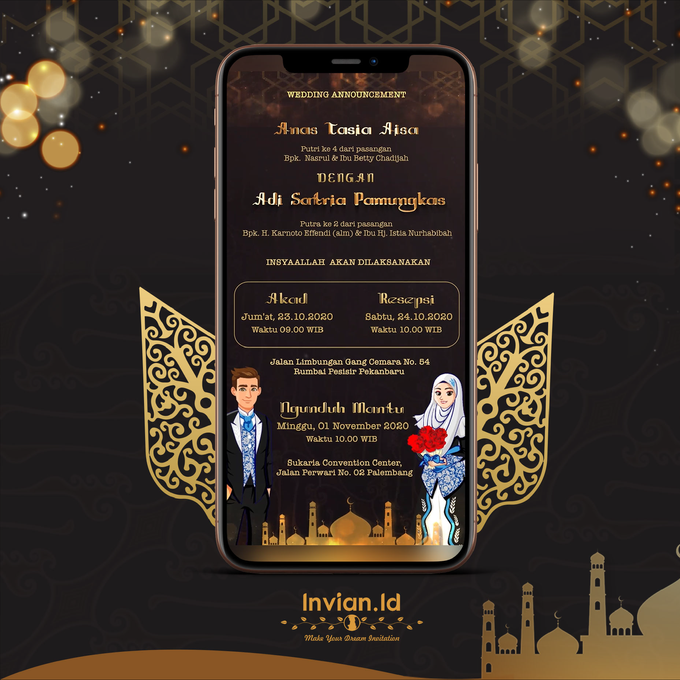 WEDDING ANNOUNCEMENT
Anas Tasia Aisa
Putri ke 4 dari pasangan
Bpk. Nasrul & Ibu Betty Chadijah
DENGAN
Adi Satria Pamungkas
Putra ke 2 dari pasangan
Bpk. H. Karnoto Effendi (alm) & Ibu Hj. Istia Nurhabibah
INSYAALLAH AKAN DILAKSANAKAN
Akad
Jum'at, 23.10.2020
Waktu 09.00 WIB
Resepsi
Sabtu, 24.10.2020
Waktu 10.00 WIB
Jalan Limbungan Gang Cemara No. 54
Rumbai Pesisir Pekanbaru
Ngunduh Mantu
Minggu, 01 November 2020
Waktu 10.00 WIB
Sukaria Convention Center,
Jalan Perwari No. 02 Palembang
Invian.Id
Make Your Dream Invitation